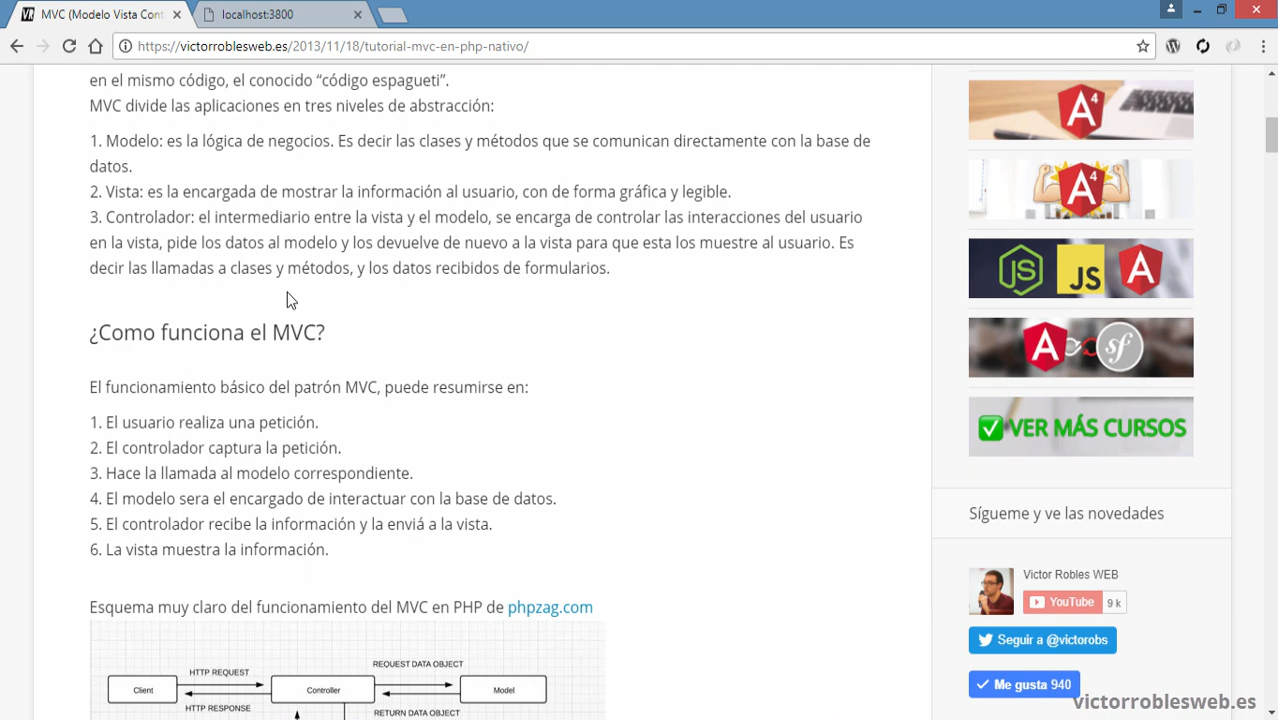 MVC (Modelo Vista Cont
localhost:3800
https://victorroblesweb.es/2013/11/18/tutorial-mvc-en-php-nativo/
en el mismo código, el conocido “código espagueti”.
MVC divide las aplicaciones en tres niveles de abstracción:
1. Modelo: es la lógica de negocios. Es decir las clases y métodos que se comunican directamente con la base de
datos.
2. Vista: es la encargada de mostrar la información al usuario, con de forma gráfica y legible.
3. Controlador: el intermediario entre la vista y el modelo, se encarga de controlar las interacciones del usuario
en la vista, pide los datos al modelo y los devuelve de nuevo a la vista para que esta los muestre al usuario. Es
decir las llamadas a clases y métodos, y los datos recibidos de formularios.
¿Como funciona el MVC?
El funcionamiento básico del patrón MVC, puede resumirse en:
1. El usuario realiza una petición.
2. El controlador captura la petición.
3. Hace la llamada al modelo correspondiente.
4. El modelo sera el encargado de interactuar con la base de datos.
5. El controlador recibe la información y la enviá a la vista.
6. La vista muestra la información.
Esquema muy claro del funcionamiento del MVC en PHP de phpzag.com
HTTP REQUEST
REQUEST DATA OBJECT
Client
Controller
Model
HTTP RESPONSE
RETURN DATA OBJECT
A 4
A 4
JS JS A
A sf
VER MÁS CURSOS
Sígueme y ve las novedades
Victor Robles WEB
YouTube 9 k
Seguir a @victorobs
Me gusta 940
victorroblesweb.es